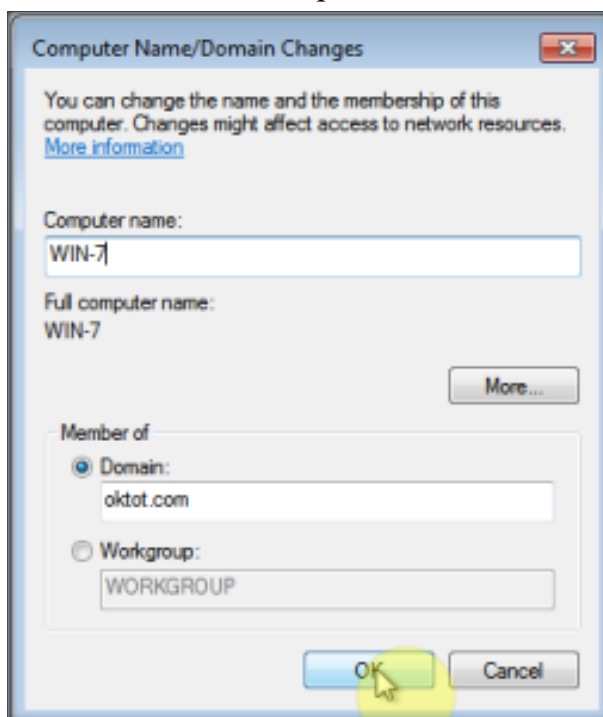 Computer Name/Domain Changes
You can change the name and the membership of this
computer. Changes might affect access to network resources.
More information
Computer name:
WIN-7
Full computer name:
WIN-7
More...
Member of
Domain:
oktot.com
Workgroup:
WORKGROUP
OK
Cancel